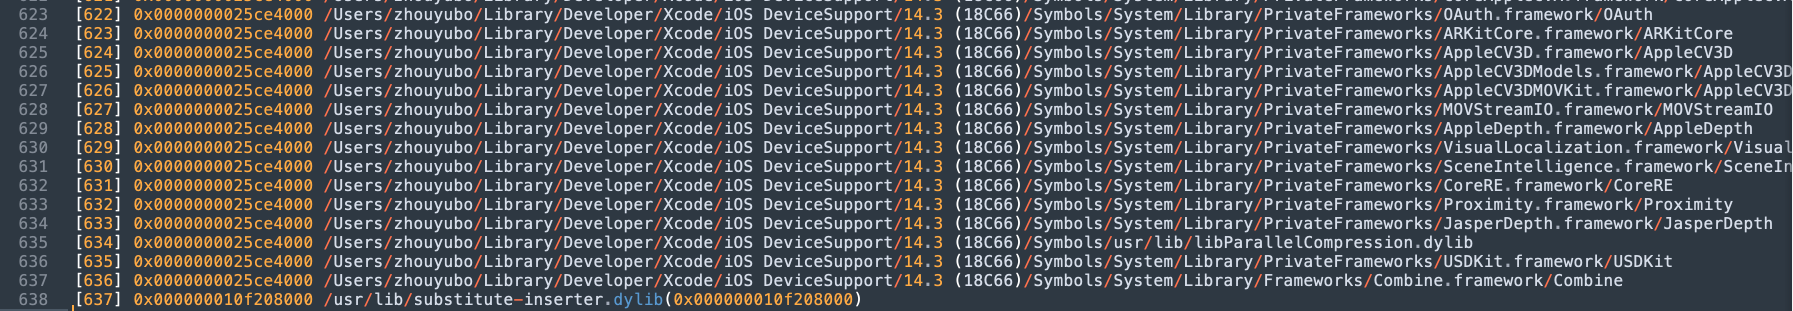 623 [622] 0x0000000025ce4000 /Users/zhouyubo/Library/Developer/Xcode/iOS DeviceSupport/14.3 (18C66)/Symbols/System/Library/PrivateFrameworks/OAuth.framework/OAuth
624 [623] 0x0000000025ce4000 /Users/zhouyubo/Library/Developer/Xcode/iOS DeviceSupport/14.3 (18C66)/Symbols/System/Library/PrivateFrameworks/ARKitCore.framework/ARKitCore
625 [624] 0x0000000025ce4000 /Users/zhouyubo/Library/Developer/Xcode/iOS DeviceSupport/14.3 (18C66)/Symbols/System/Library/PrivateFrameworks/AppleCV3D.framework/AppleCV3D
626 [625] 0x0000000025ce4000 /Users/zhouyubo/Library/Developer/Xcode/iOS DeviceSupport/14.3 (18C66)/Symbols/System/Library/PrivateFrameworks/AppleCV3DModels.framework/AppleCV3D
627 [626] 0x0000000025ce4000 /Users/zhouyubo/Library/Developer/Xcode/iOS DeviceSupport/14.3 (18C66)/Symbols/System/Library/PrivateFrameworks/AppleCV3DMOVKit.framework/AppleCV3D
628 [627] 0x0000000025ce4000 /Users/zhouyubo/Library/Developer/Xcode/iOS DeviceSupport/14.3 (18C66)/Symbols/System/Library/PrivateFrameworks/MOVStreamIO.framework/MOVStreamIO
629 [628] 0x0000000025ce4000 /Users/zhouyubo/Library/Developer/Xcode/iOS DeviceSupport/14.3 (18C66)/Symbols/System/Library/PrivateFrameworks/AppleDepth.framework/AppleDepth
630 [629] 0x0000000025ce4000 /Users/zhouyubo/Library/Developer/Xcode/iOS DeviceSupport/14.3 (18C66)/Symbols/System/Library/PrivateFrameworks/VisualLocalization.framework/Visual
631 [630] 0x0000000025ce4000 /Users/zhouyubo/Library/Developer/Xcode/iOS DeviceSupport/14.3 (18C66)/Symbols/System/Library/PrivateFrameworks/SceneIntelligence.framework/SceneIn
632 [631] 0x0000000025ce4000 /Users/zhouyubo/Library/Developer/Xcode/iOS DeviceSupport/14.3 (18C66)/Symbols/System/Library/PrivateFrameworks/CoreRE.framework/CoreRE
633 [632] 0x0000000025ce4000 /Users/zhouyubo/Library/Developer/Xcode/iOS DeviceSupport/14.3 (18C66)/Symbols/System/Library/PrivateFrameworks/Proximity.framework/Proximity
634 [633] 0x0000000025ce4000 /Users/zhouyubo/Library/Developer/Xcode/iOS DeviceSupport/14.3 (18C66)/Symbols/System/Library/PrivateFrameworks/JasperDepth.framework/JasperDepth
635 [634] 0x0000000025ce4000 /Users/zhouyubo/Library/Developer/Xcode/iOS DeviceSupport/14.3 (18C66)/Symbols/usr/lib/libParallelCompression.dylib
636 [635] 0x0000000025ce4000 /Users/zhouyubo/Library/Developer/Xcode/iOS DeviceSupport/14.3 (18C66)/Symbols/System/Library/PrivateFrameworks/USDKit.framework/USDKit
637 [636] 0x0000000025ce4000 /Users/zhouyubo/Library/Developer/Xcode/iOS DeviceSupport/14.3 (18C66)/Symbols/System/Library/Frameworks/Combine.framework/Combine
638 [637] 0x000000010f208000 /usr/lib/substitute-inserter.dylib(0x000000010f208000)